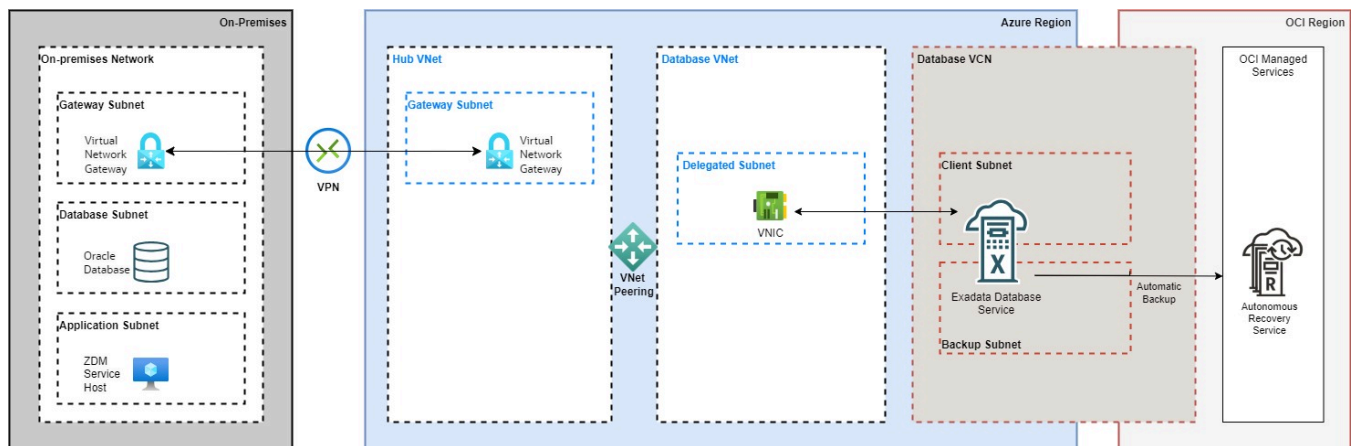 On-Premises
On-premises Network
Gateway Subnet
Virtual
Network
Gateway
Database Subnet
Oracle
Database
Application Subnet
ZDM
Service
Host
VPN
Azure Region
Hub VNet
Gateway Subnet
Virtual
Network
Gateway
VNet
Peering
Database VNet
Delegated Subnet
VNIC
Database VCN
Client Subnet
X
Exadata Database
Service
Backup Subnet
Automatic
Backup
OCI Region
OCI Managed
Services
R
Autonomous
Recovery
Service